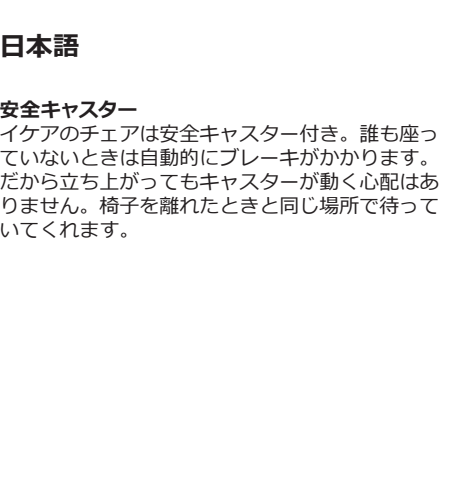 日本語
安全キャスター
イケアのチェアは安全キャスター付き。誰も座っ
ていないときは自動的にブレーキがかかります。
だから立ち上がってもキャスターが動く心配はあ
りません。椅子を離れたときと同じ場所で待って
いてくれます。